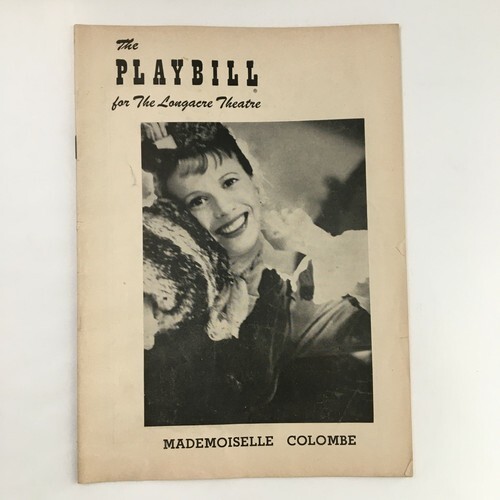 The
PLAYBILL®
for The Longacre Theatre
MADEMOISELLE COLOMBE